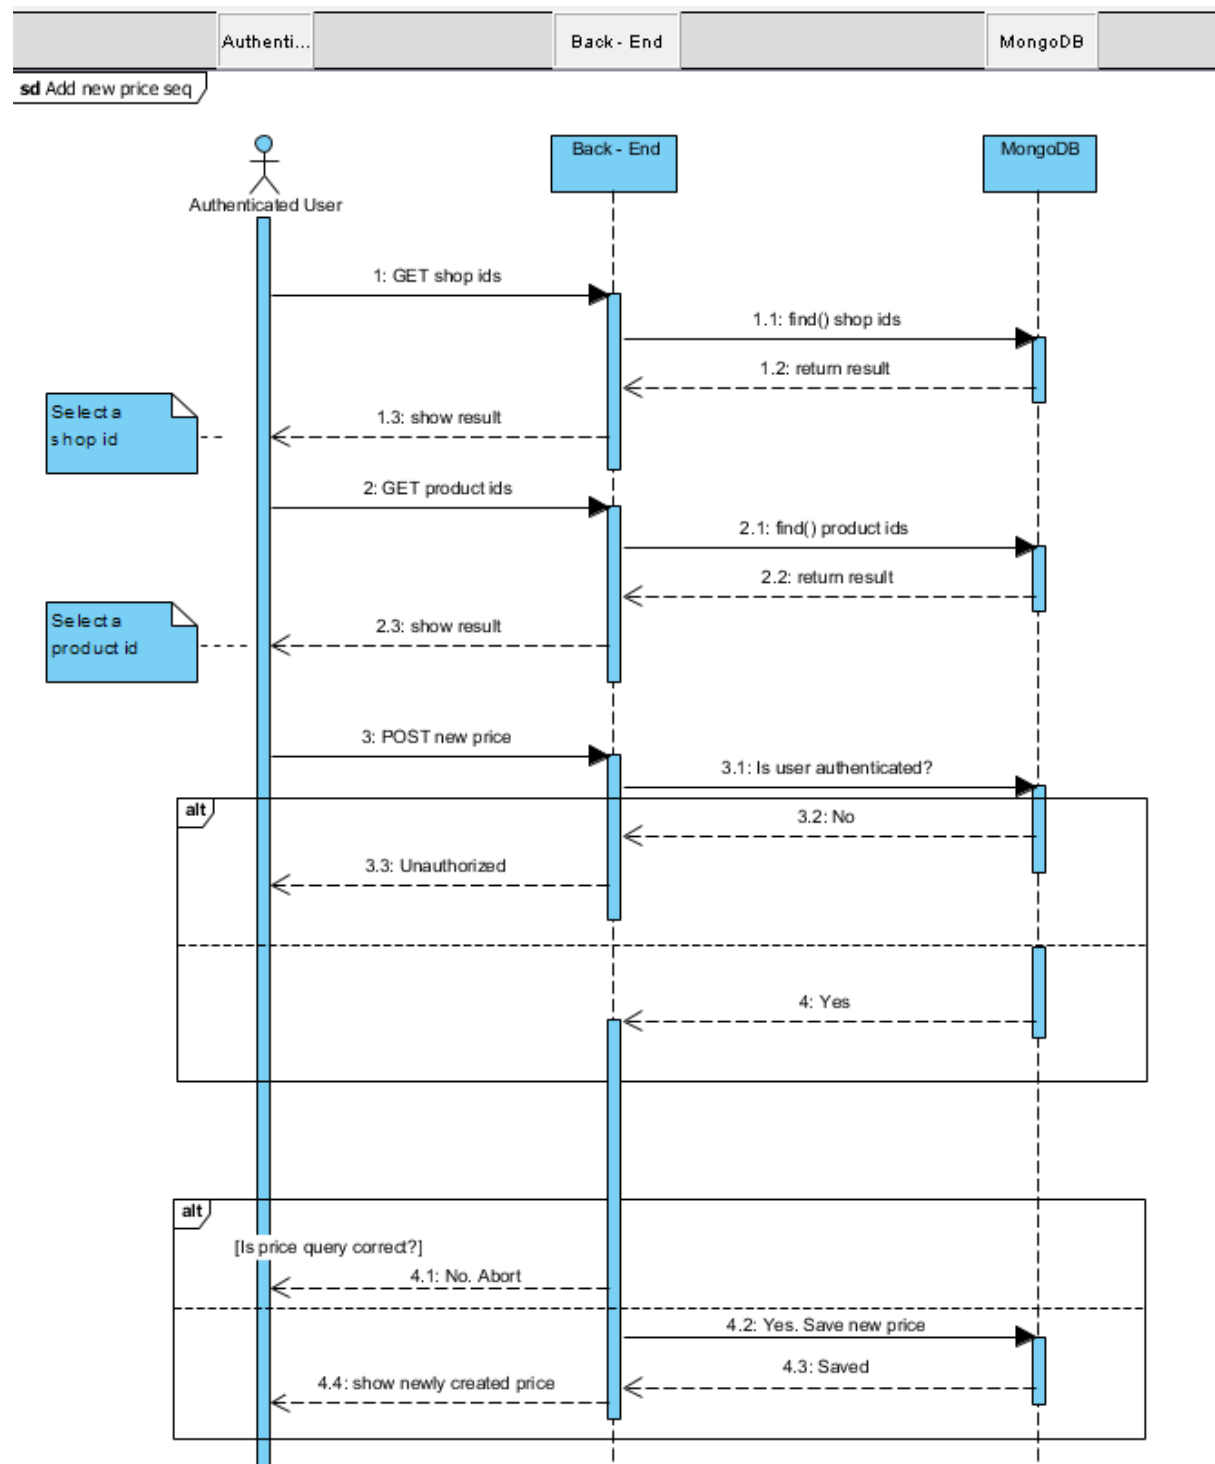 Authenti...
Back - End
MongoDB
sd Add new price seq
Back - End
MongoDB
Authenticated User
1: GET shop ids
1.1: find() shop ids
1.2: return result
Select a
shop id
1.3: show result
2: GET product ids
2.1: find() product ids
2.2: return result
Select a
product id
2.3: show result
3: POST new price
3.1: Is user authenticated?
alt
3.2: No
3.3: Unauthorized
4: Yes
alt
[Is price query correct?]
4.1: No. Abort
4.2: Yes. Save new price
4.3: Saved
4.4: show newly created price